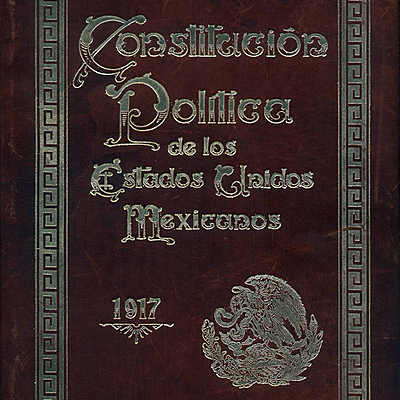 Constitución
Política
de los
Estados Unidos
Mexicanos
1917